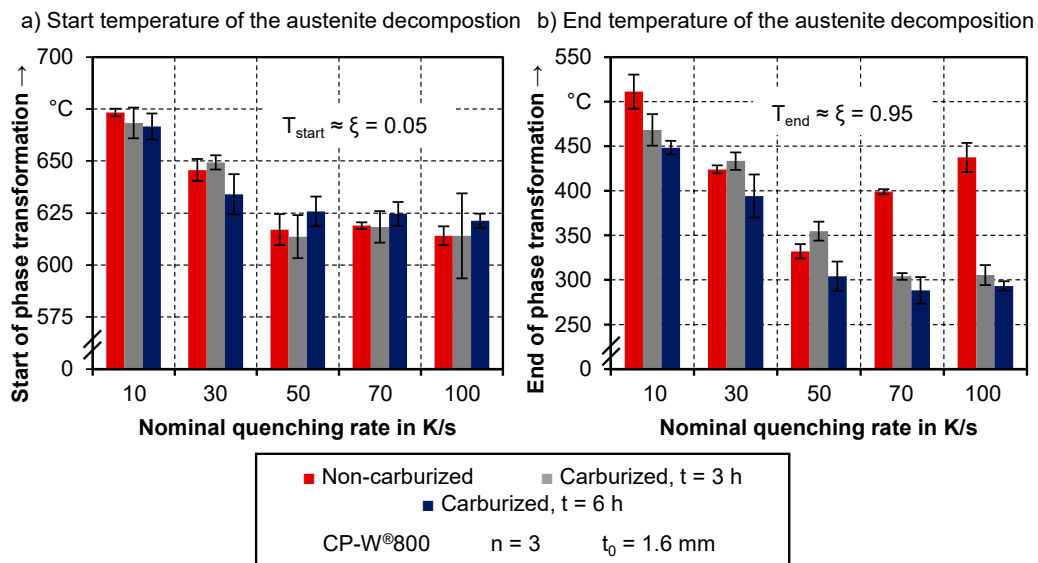 a) Start temperature of the austenite decompostion
b) End temperature of the austenite decomposition
Start of phase transformation →
700
°C
650
625
600
575
0
T_start ≈ ξ = 0.05
10 30 50 70 100
Nominal quenching rate in K/s
End of phase transformation →
550
°C
450
400
350
300
250
0
T_end ≈ ξ = 0.95
10 30 50 70 100
Nominal quenching rate in K/s
Non-carburized Carburized, t = 3 h
Carburized, t = 6 h
CP-W®800 n = 3 t₀ = 1.6 mm